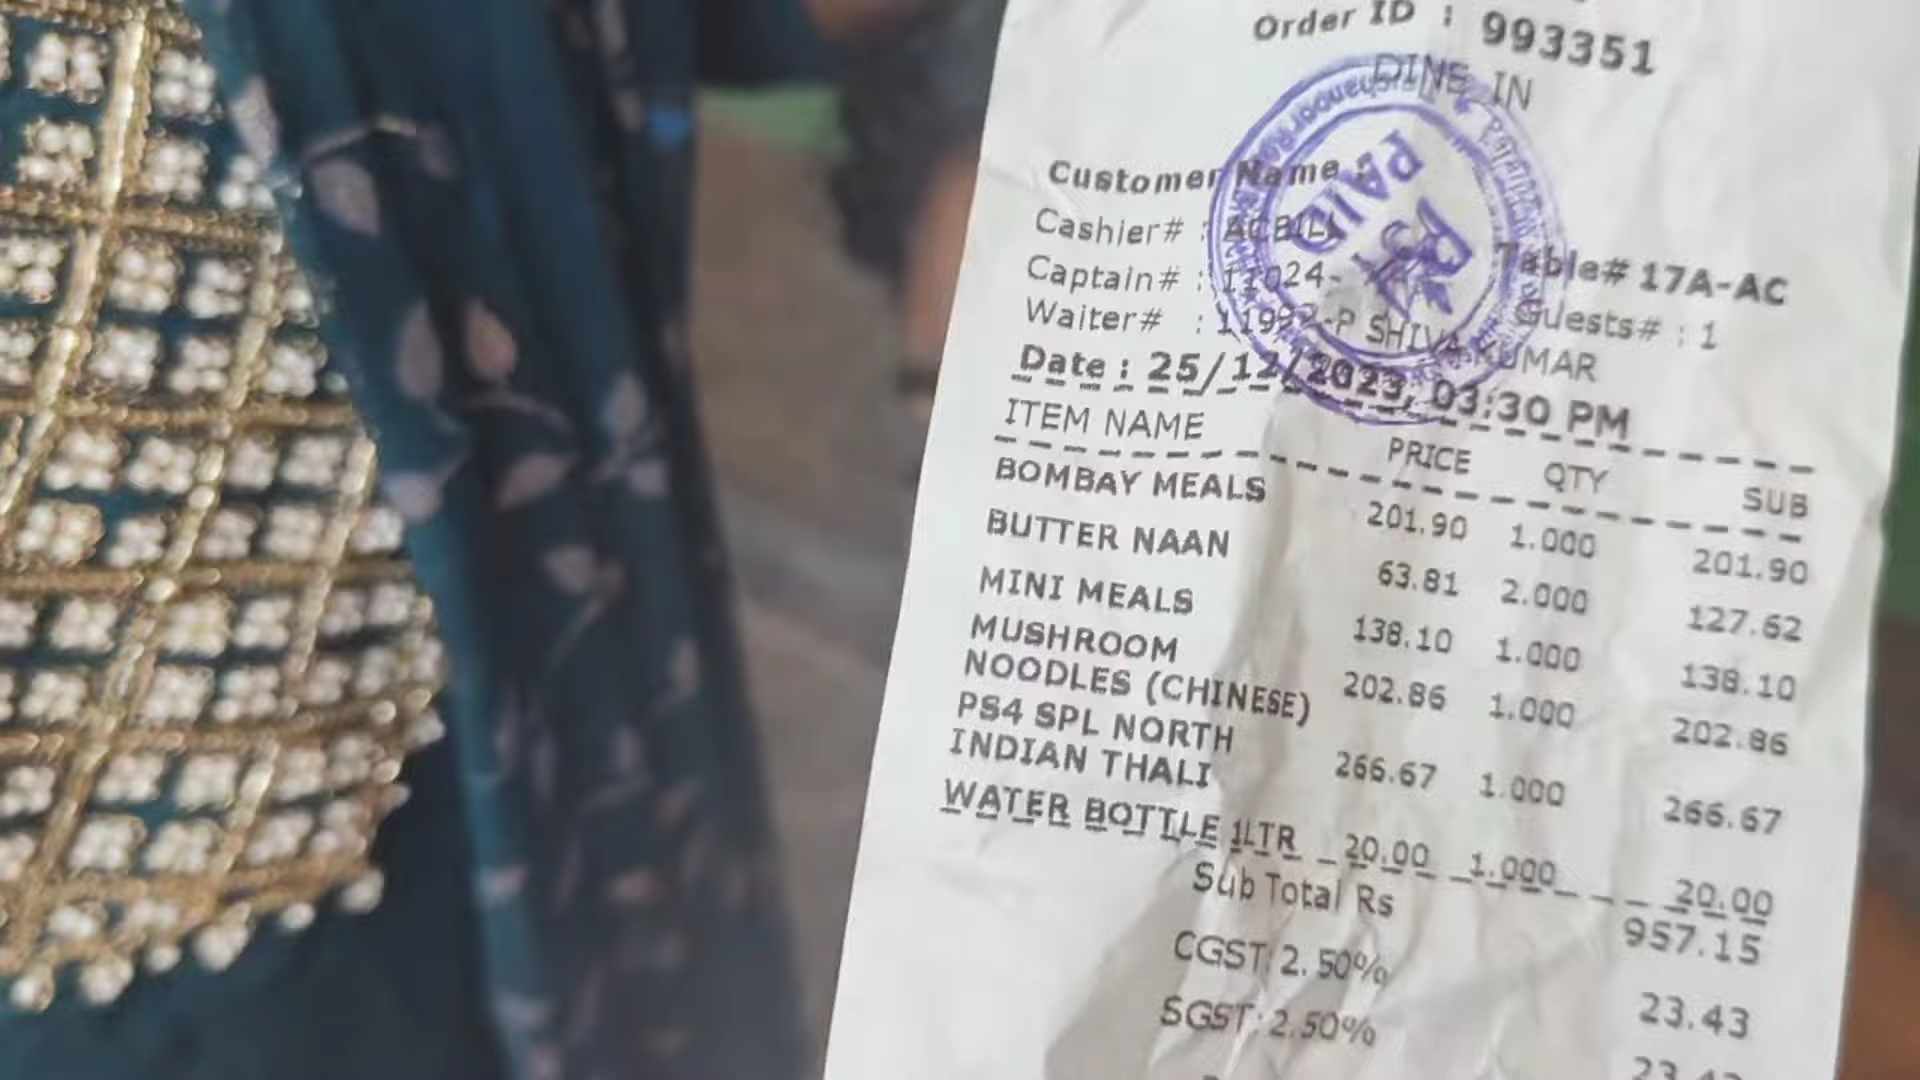 Order ID : 993351
DINE IN
PAID
Customer Name :
Cashier# : ACBILL
Table# 17A-AC
Captain# : 11024-
Guests# : 1
Waiter# : 11992-P SHIVA KUMAR
Date : 25/12/2023, 03:30 PM
ITEM NAME PRICE QTY SUB
BOMBAY MEALS 201.90 1.000 201.90
BUTTER NAAN 63.81 2.000 127.62
MINI MEALS 138.10 1.000 138.10
MUSHROOM
NOODLES (CHINESE) 202.86 1.000 202.86
PS4 SPL NORTH
INDIAN THALI 266.67 1.000 266.67
WATER BOTTLE 1LTR 20.00 1.000 20.00
Sub Total Rs 957.15
CGST: 2.50% 23.43
SGST: 2.50% 23.43